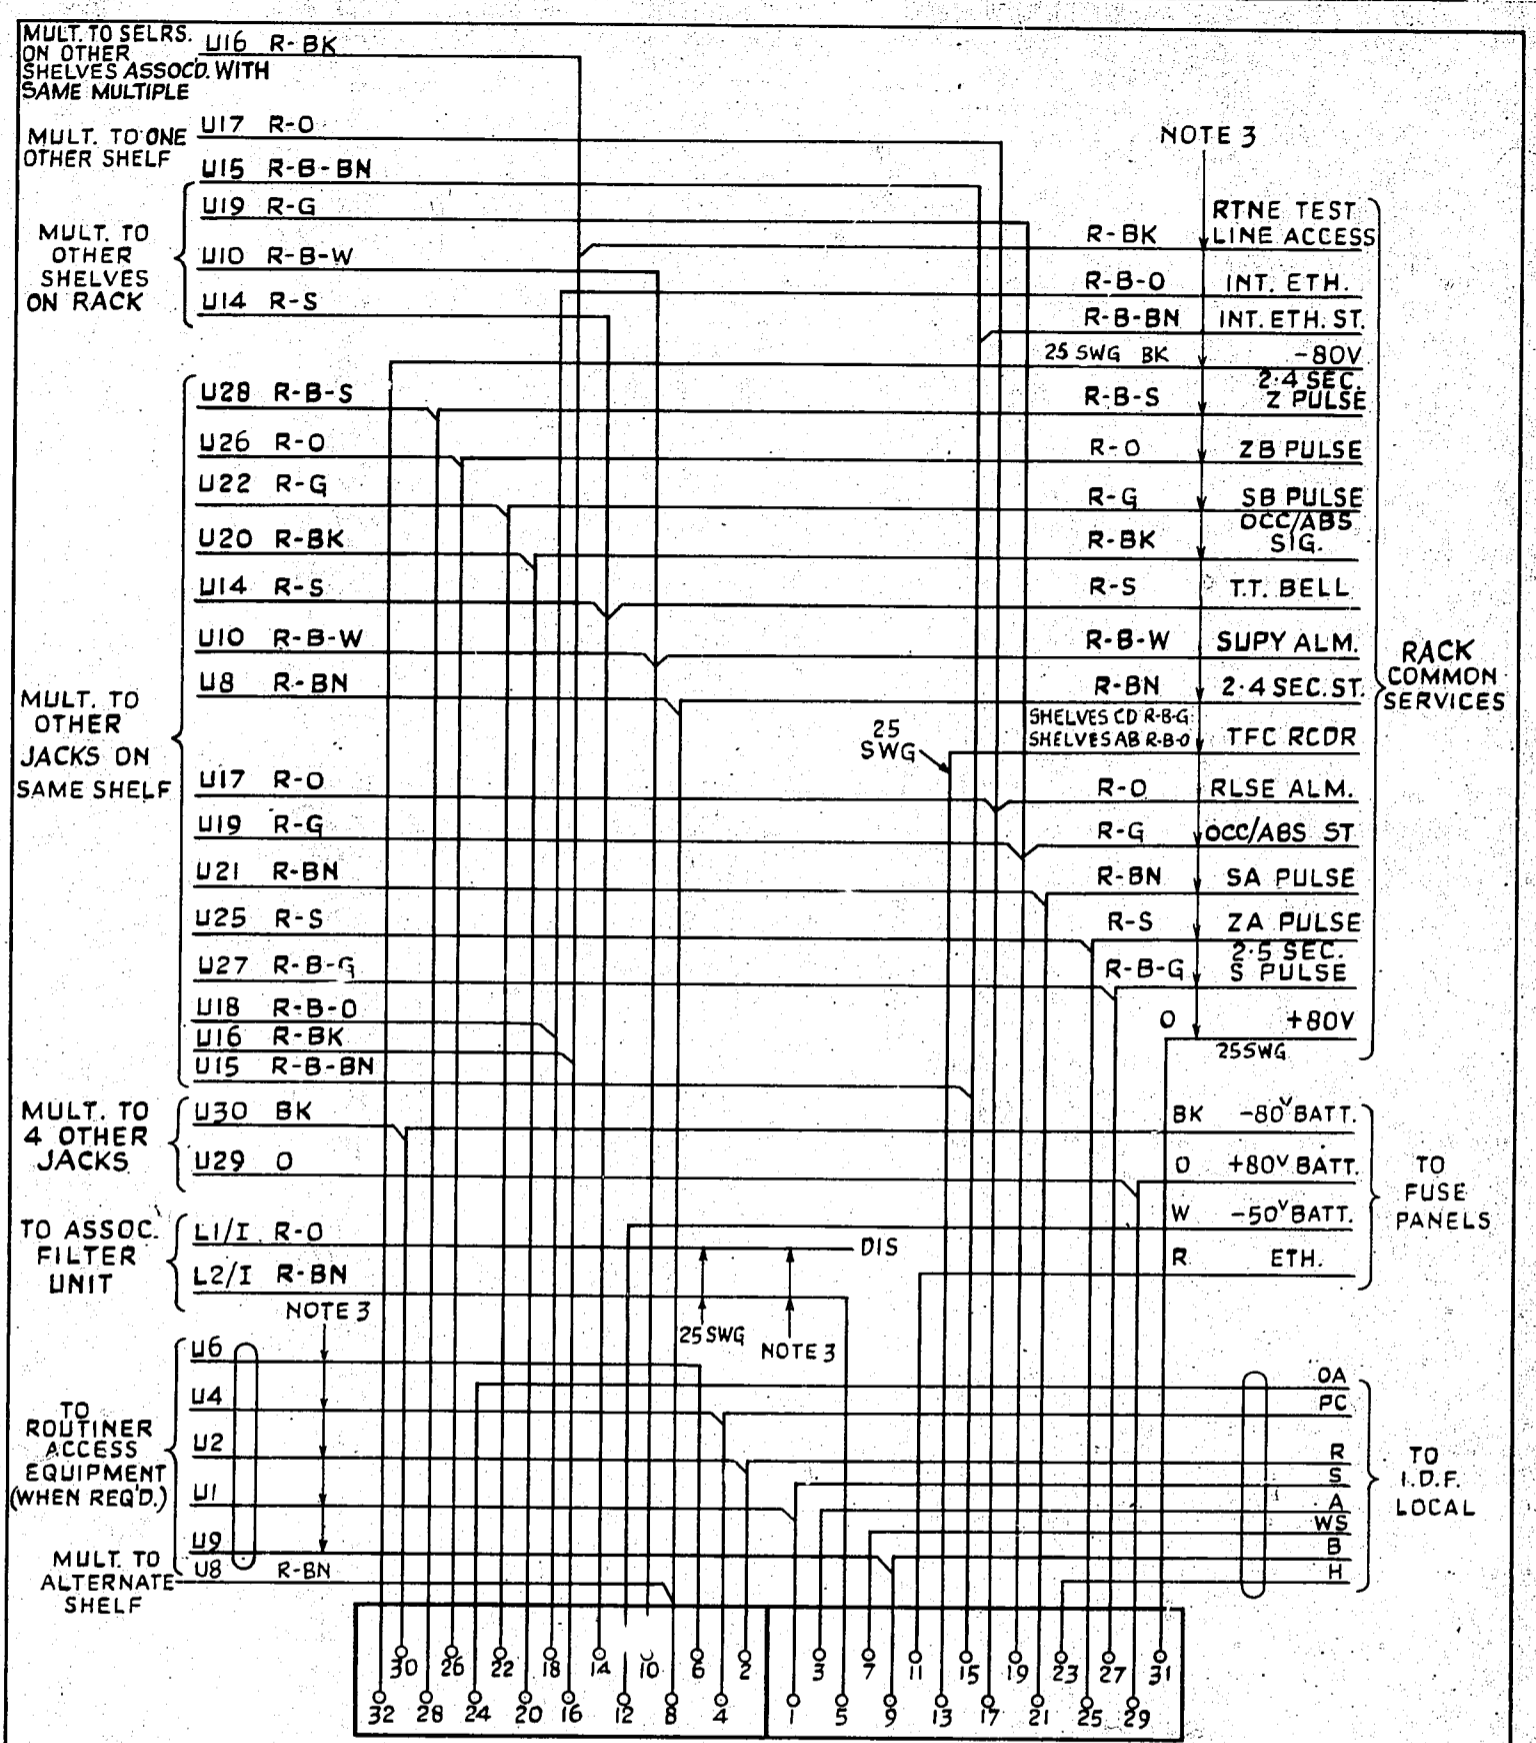 MULT. TO SELRS.
ON OTHER
SHELVES ASSOCD. WITH
SAME MULTIPLE
U16 R-BK
MULT. TO ONE
OTHER SHELF
U17 R-O
U15 R-B-BN
U19 R-G
U10 R-B-W
U14 R-S
MULT. TO
OTHER
SHELVES
ON RACK
U28 R-B-S
U26 R-O
U22 R-G
U20 R-BK
U14 R-S
U10 R-B-W
U8 R-BN
U17 R-O
U19 R-G
U21 R-BN
U25 R-S
U27 R-B-G
U18 R-B-O
U16 R-BK
U15 R-B-BN
MULT. TO
OTHER
JACKS ON
SAME SHELF
MULT. TO
4 OTHER
JACKS
U30 BK
U29 O
TO ASSOC.
FILTER
UNIT
L1/I R-O
L2/I R-BN
DIS
25 SWG
NOTE 3
NOTE 3
TO
ROUTINER
ACCESS
EQUIPMENT
(WHEN REQ'D.)
U6
U4
U2
U1
U9
MULT. TO
ALTERNATE
SHELF
U8 R-BN
NOTE 3
R-BK RTNE TEST
LINE ACCESS
R-B-O INT. ETH.
R-B-BN INT. ETH. ST.
25 SWG BK -80V
R-B-S 2·4 SEC.
Z PULSE
R-O ZB PULSE
R-G SB PULSE
R-BK OCC/ABS
SIG.
R-S T.T. BELL
R-B-W SUPY ALM.
R-BN 2·4 SEC. ST.
SHELVES CD R-B-G
SHELVES AB R-B-O TFC RCDR
25
SWG
R-O RLSE ALM.
R-G OCC/ABS ST
R-BN SA PULSE
R-S ZA PULSE
R-B-G 2·5 SEC.
S PULSE
O +80V
25SWG
RACK
COMMON
SERVICES
BK -80V BATT.
O +80V BATT.
W -50V BATT.
R ETH.
TO
FUSE
PANELS
OA
PC
R
S
A
WS
B
H
TO
I.D.F.
LOCAL
30 26 22 18 14 10 6 2 3 7 11 15 19 23 27 31
32 28 24 20 16 12 8 4 1 5 9 13 17 21 25 29